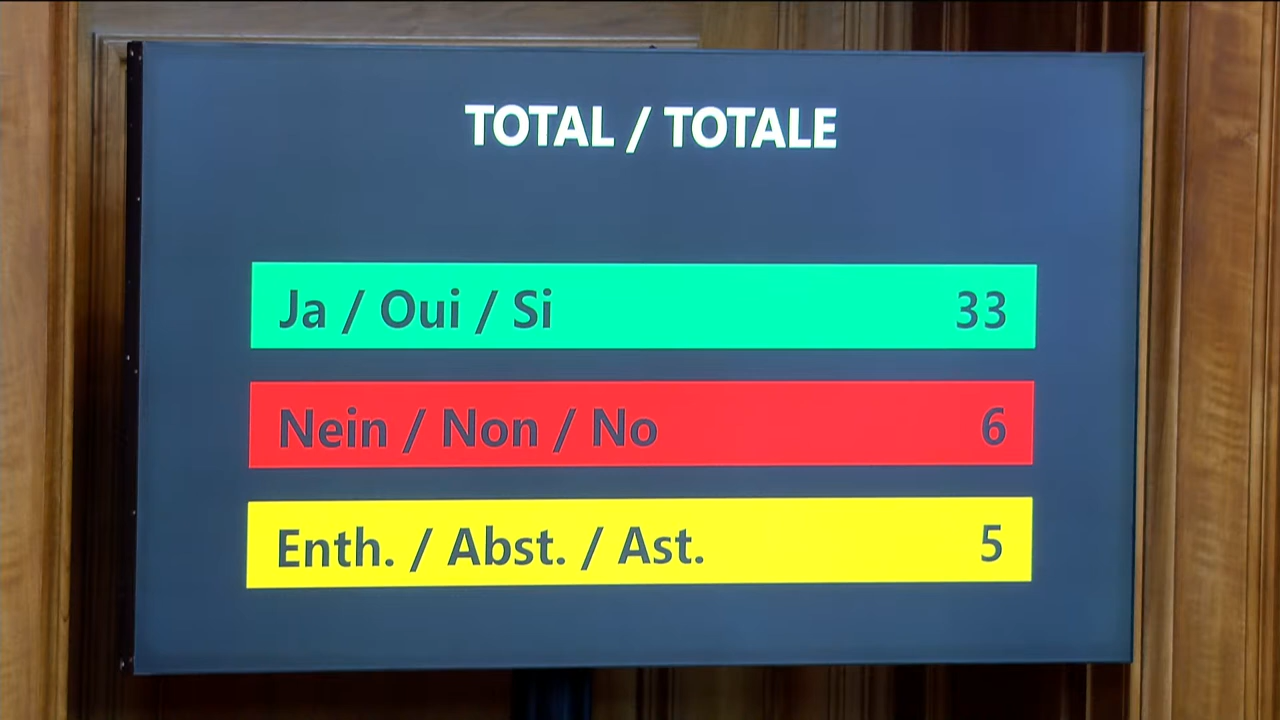 TOTAL / TOTALE
Ja / Oui / Si 33
Nein / Non / No 6
Enth. / Abst. / Ast. 5